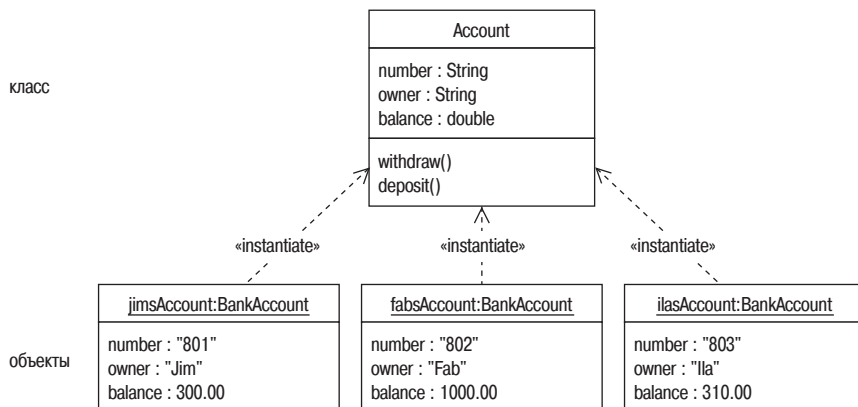 Account
класс
number : String
owner : String
balance : double
withdraw()
deposit()
«instantiate» «instantiate» «instantiate»
jimsAccount:BankAccount fabsAccount:BankAccount ilasAccount:BankAccount
объекты
number : "801"
owner : "Jim"
balance : 300.00
number : "802"
owner : "Fab"
balance : 1000.00
number : "803"
owner : "Ila"
balance : 310.00